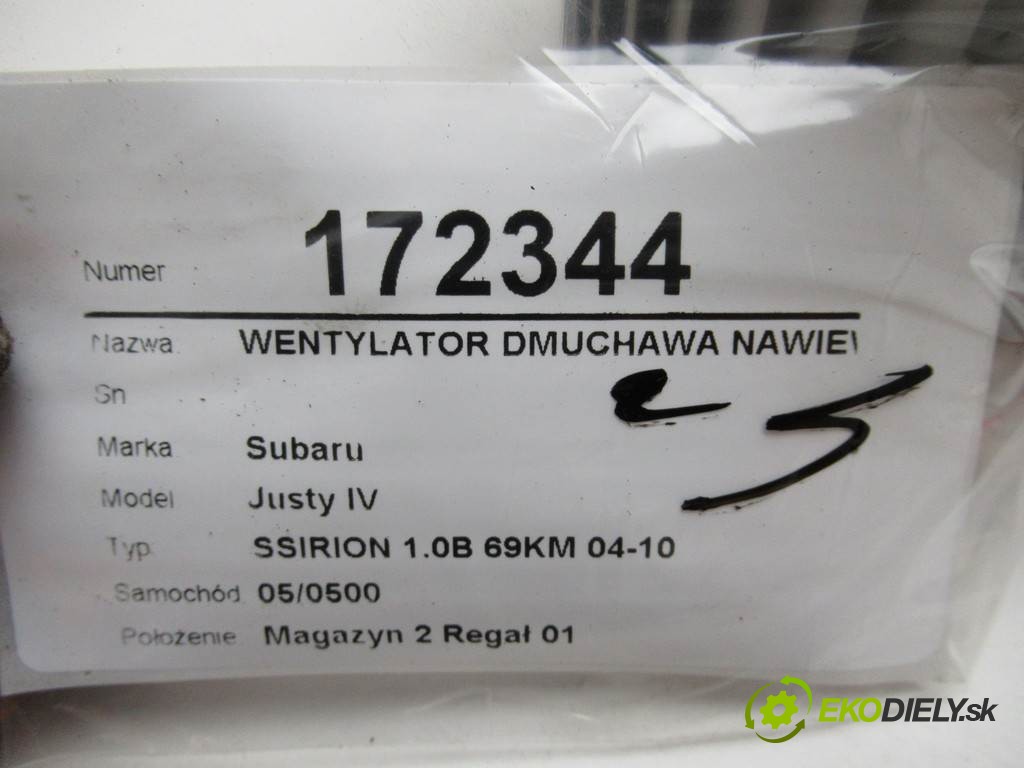 Numer 172344
Nazwa WENTYLATOR DMUCHAWA
Sn
Marka Subaru
Model Justy IV
Typ SSIRION 1.0B 69KM 04-10
Samochód 05/0500
Położenie Magazyn 2 Regał 01
EKODIELY.sk